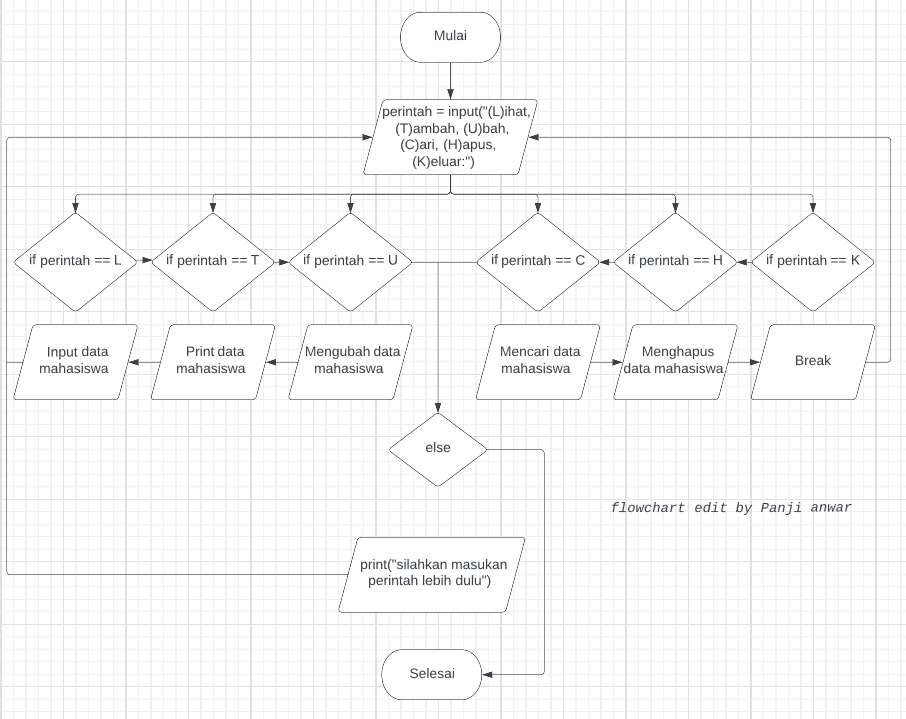 Mulai
perintah = input("(L)ihat,
(T)ambah, (U)bah,
(C)ari, (H)apus,
(K)eluar:")
if perintah == L
if perintah == T
if perintah == U
if perintah == C
if perintah == H
if perintah == K
Input data
mahasiswa
Print data
mahasiswa
Mengubah data
mahasiswa
Mencari data
mahasiswa
Menghapus
data mahasiswa
Break
else
flowchart edit by Panji anwar
print("silahkan masukan
perintah lebih dulu")
Selesai